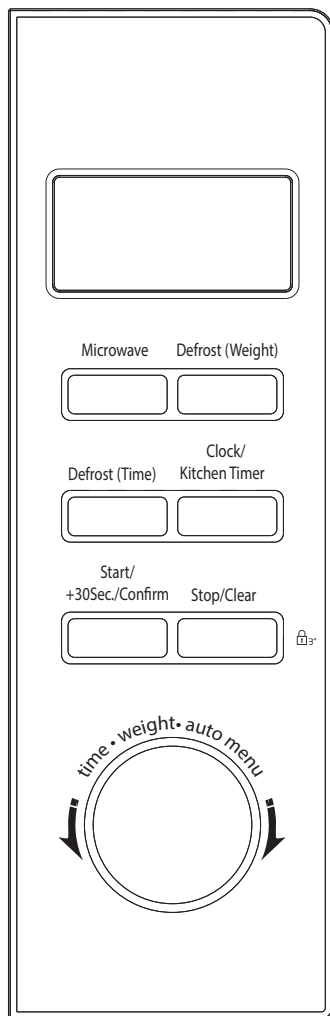 Microwave Defrost (Weight)
Defrost (Time)
Clock/
Kitchen Timer
Start/
+30Sec./Confirm
Stop/Clear
3"
time • weight • auto menu